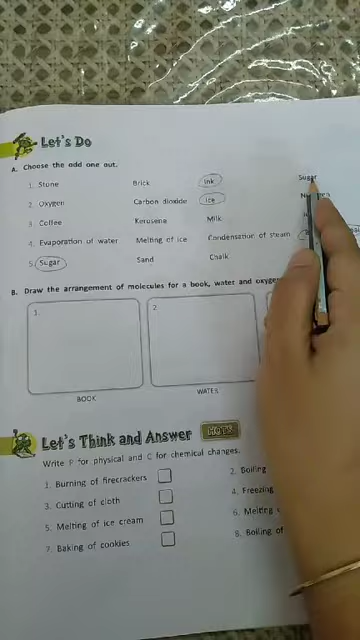 Let's Do
A. Choose the odd one out.
1. Stone Brick Ink Sugar
2. Oxygen Carbon dioxide Ice
3. Coffee Kerosene Milk
4. Evaporation of water Melting of ice Condensation of steam
5. Sugar Sand Chalk
B. Draw the arrangement of molecules for a book, water and oxygen
1. 2
BOOK WATER
Let's Think and Answer HOTS
Write P for physical and C for chemical changes.
1. Burning of firecrackers 2. Boiling
3. Cutting of cloth 4. Freezing
5. Melting of ice cream 6. Melting
7. Baking of cookies 8. Boiling of